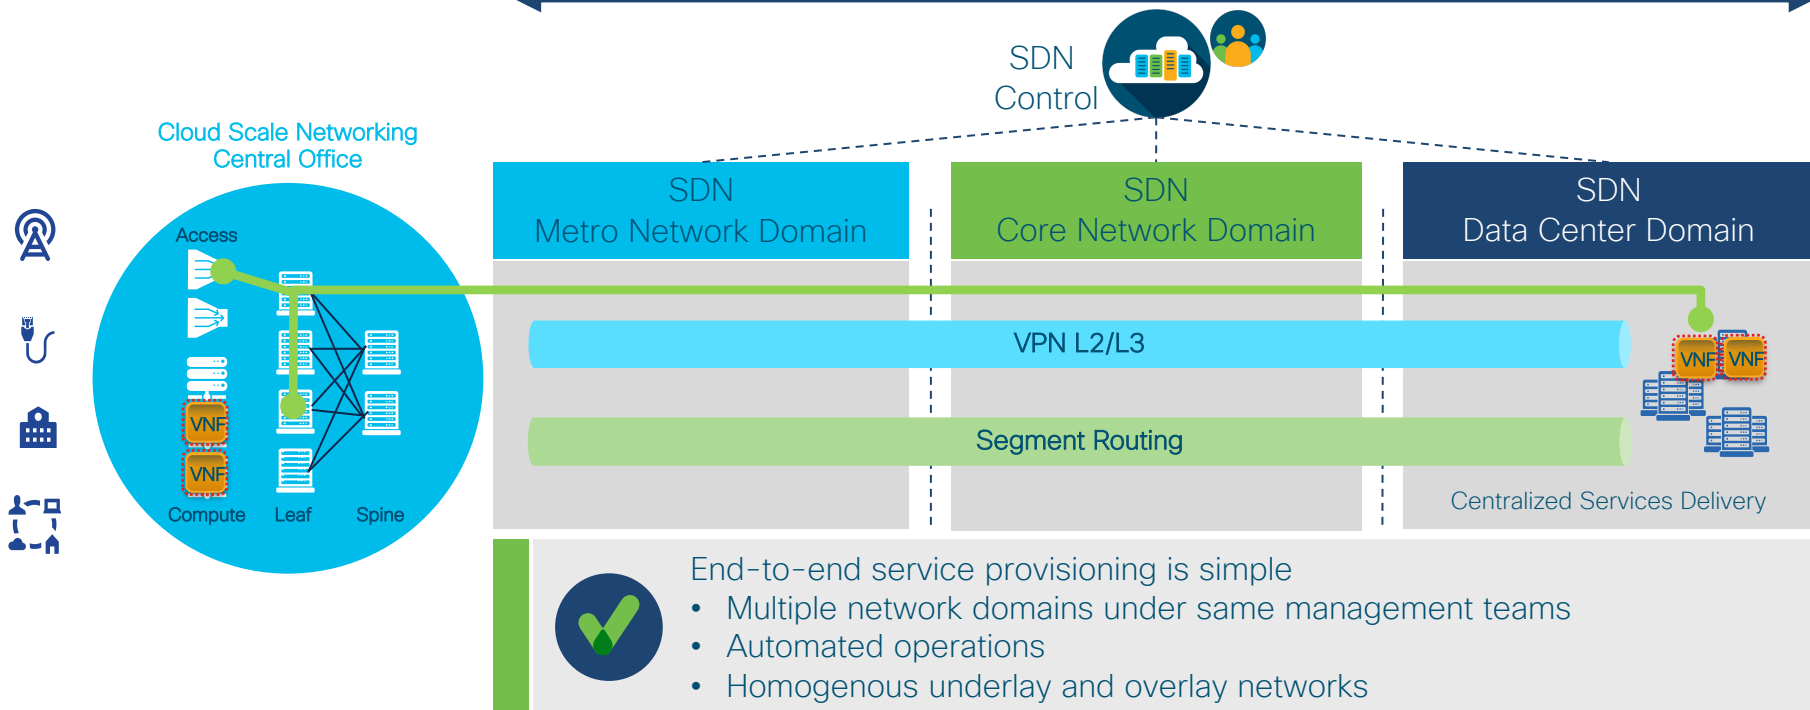 SDN
Control
Cloud Scale Networking
Central Office
SDN
Metro Network Domain
SDN
Core Network Domain
SDN
Data Center Domain
Access
VPN L2/L3
VNF
VNF
VNF
VNF
Segment Routing
Compute
Leaf
Spine
Centralized Services Delivery
End-to-end service provisioning is simple
• Multiple network domains under same management teams
• Automated operations
• Homogenous underlay and overlay networks